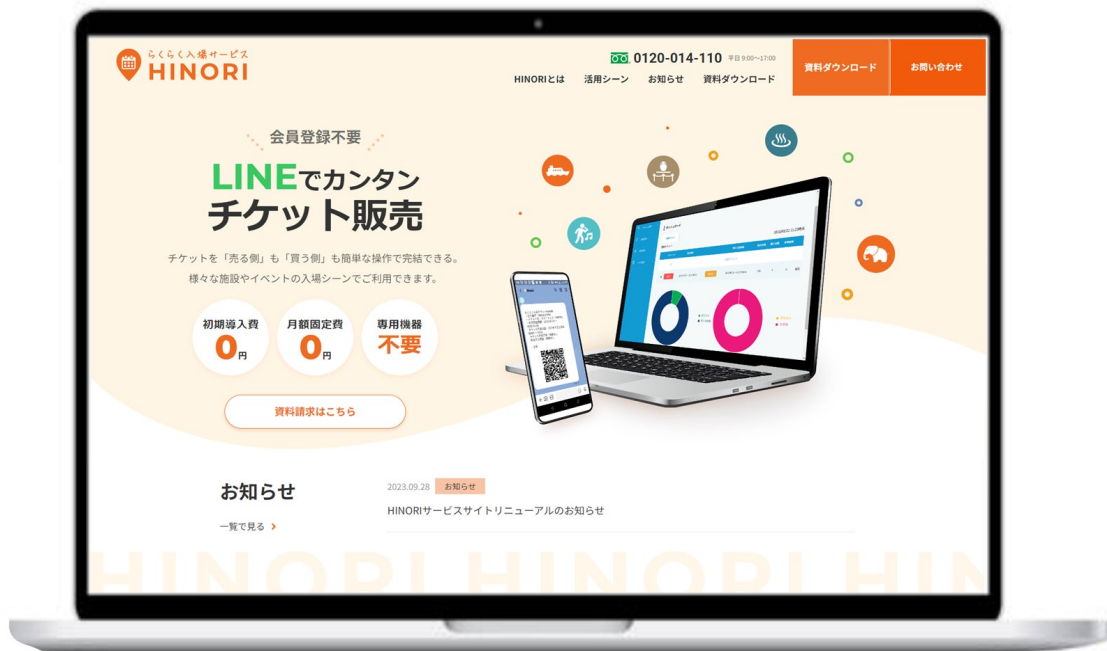 らくらく入場サービス
HINORI
0120-014-110 平日 9:00〜17:00
HINORIとは 活用シーン お知らせ 資料ダウンロード
資料ダウンロード
お問い合わせ
会員登録不要
LINEでカンタン
チケット販売
チケットを「売る側」も「買う側」も簡単な操作で完結できる。
様々な施設やイベントの入場シーンでご利用できます。
初期導入費
0円
月額固定費
0円
専用機器
不要
資料請求はこちら
お知らせ
一覧で見る
2023.09.28 お知らせ
HINORIサービスサイトリニューアルのお知らせ
HINORI HINORI HIN